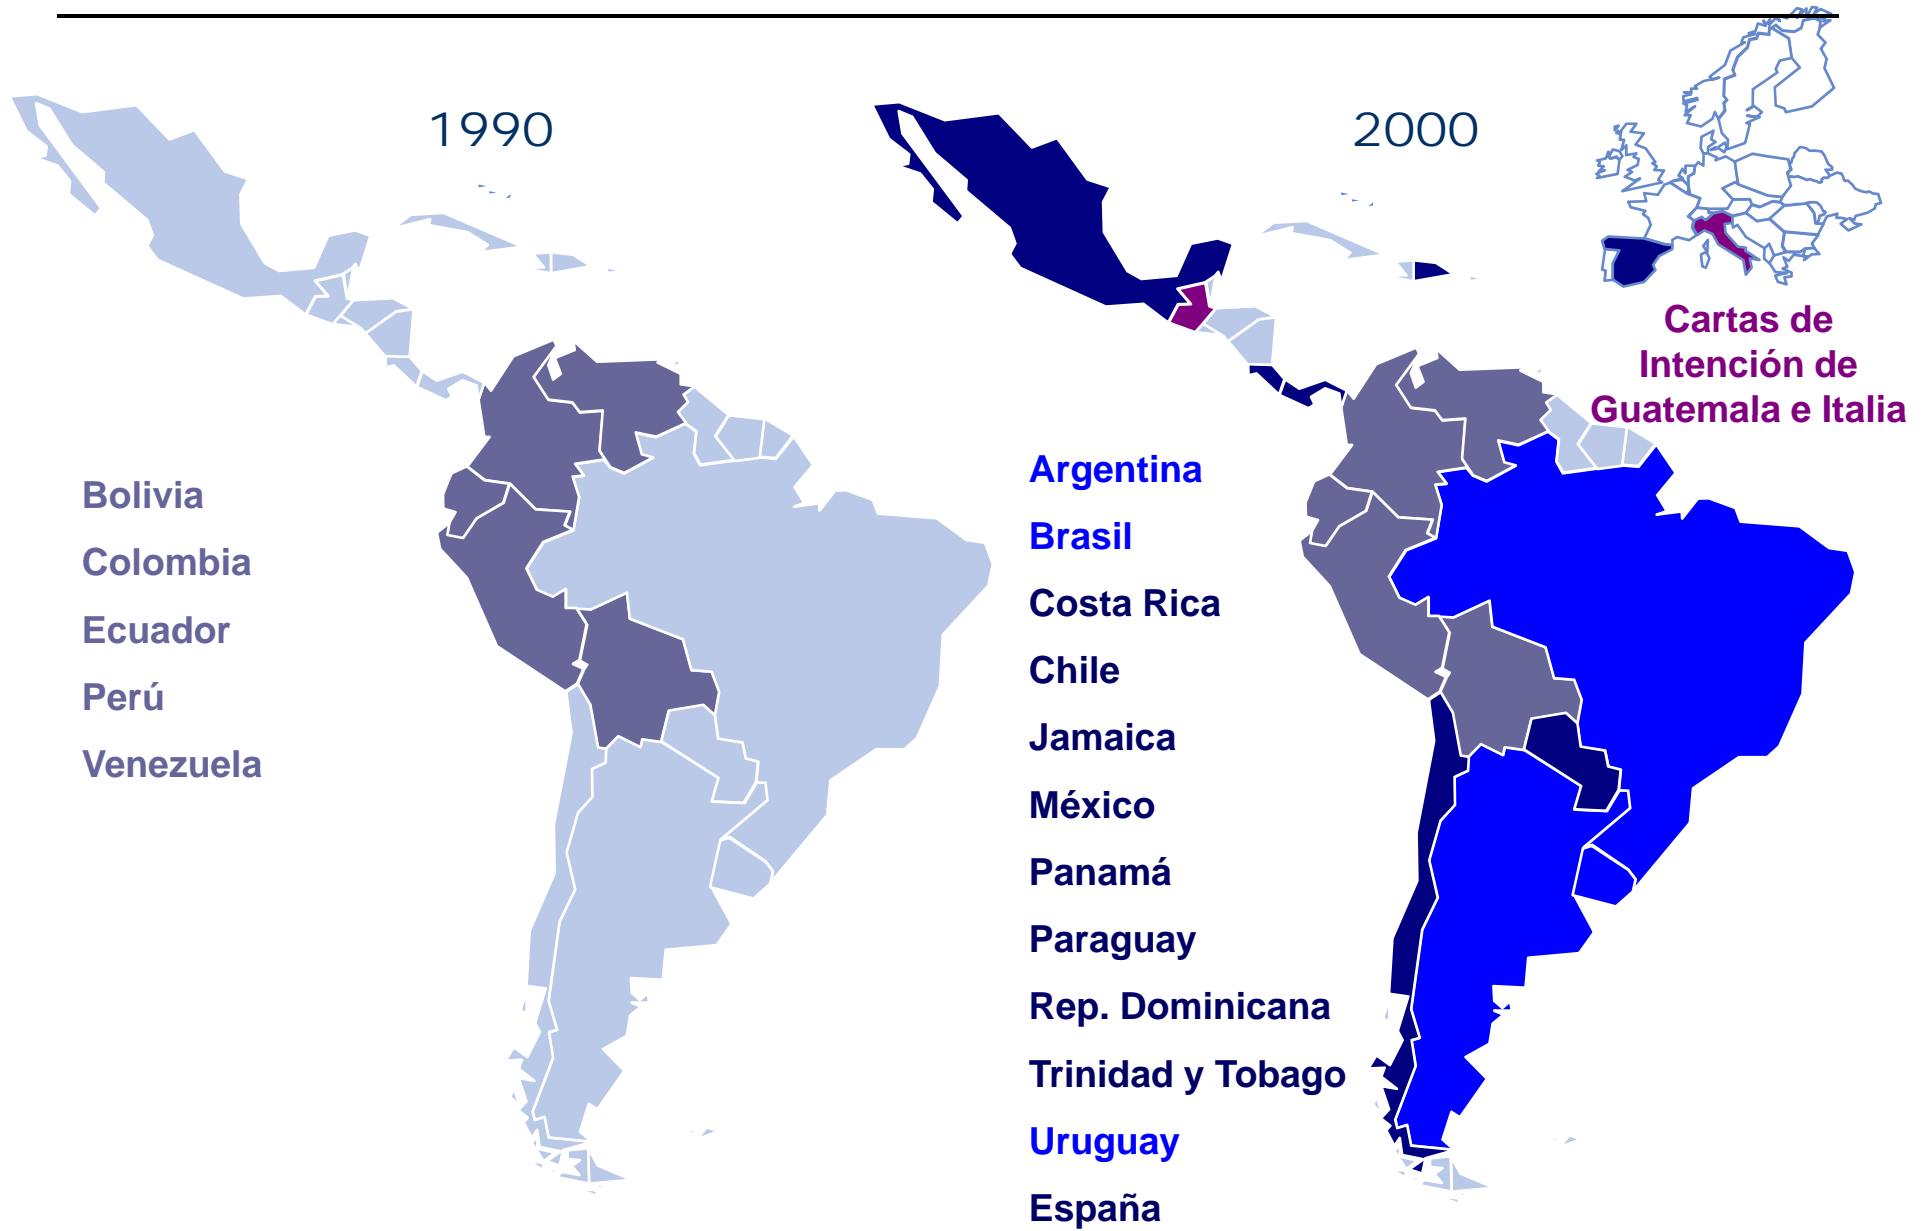 1990
2000
Cartas de
Intención de
Guatemala e Italia
Bolivia
Colombia
Ecuador
Perú
Venezuela
Argentina
Brasil
Costa Rica
Chile
Jamaica
México
Panamá
Paraguay
Rep. Dominicana
Trinidad y Tobago
Uruguay
España